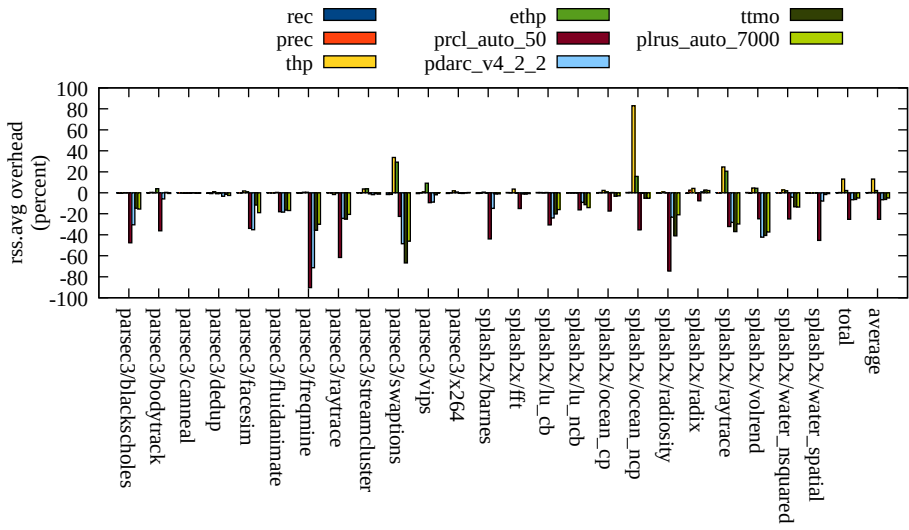 rec
prec
thp
ethp
prcl_auto_50
pdarc_v4_2_2
ttmo
plrus_auto_7000
rss.avg overhead
(percent)
100
80
60
40
20
0
-20
-40
-60
-80
-100
parsec3/blackscholes
parsec3/bodytrack
parsec3/canneal
parsec3/dedup
parsec3/facesim
parsec3/fluidanimate
parsec3/freqmine
parsec3/raytrace
parsec3/streamcluster
parsec3/swaptions
parsec3/vips
parsec3/x264
splash2x/barnes
splash2x/fft
splash2x/lu_cb
splash2x/lu_ncb
splash2x/ocean_cp
splash2x/ocean_ncp
splash2x/radiosity
splash2x/radix
splash2x/raytrace
splash2x/volrend
splash2x/water_nsquared
splash2x/water_spatial
total
average